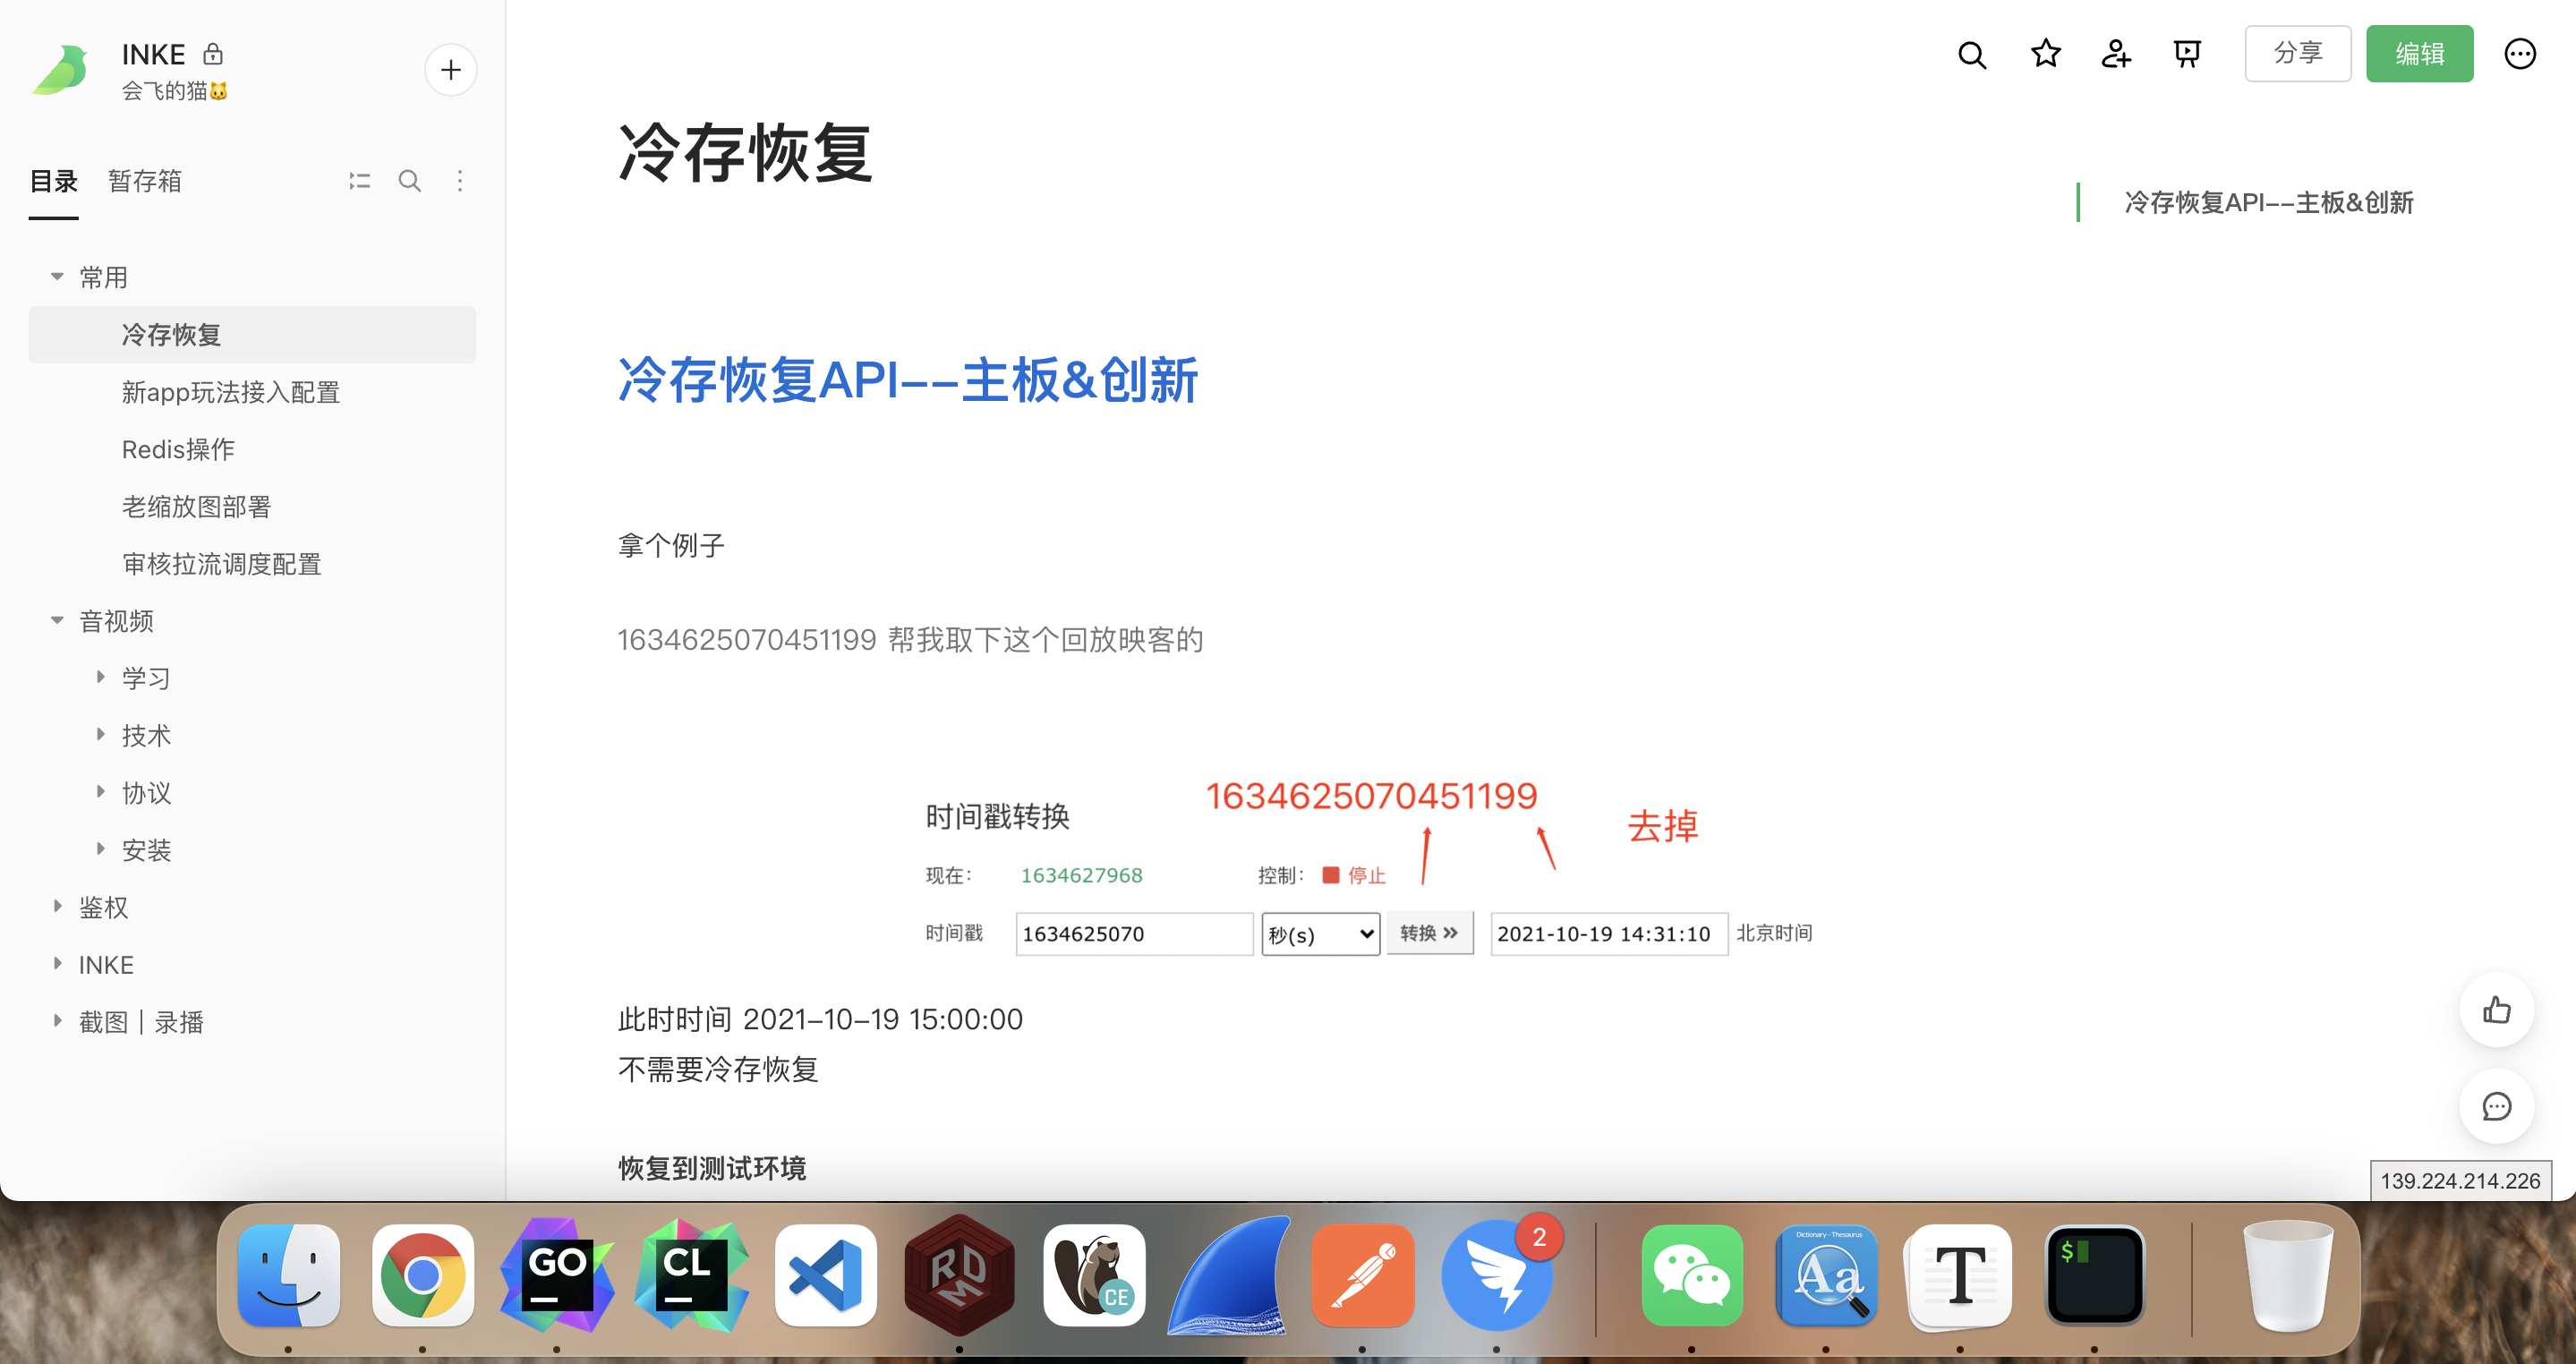 INKE
会飞的猫🐱
目录 暂存箱
常用
冷存恢复
新app玩法接入配置
Redis操作
老缩放图部署
审核拉流调度配置
音视频
学习
技术
协议
安装
鉴权
INKE
截图 | 录播
分享 编辑
冷存恢复
冷存恢复API--主板&创新
冷存恢复API--主板&创新
拿个例子
1634625070451199 帮我取下这个回放映客的
1634625070451199
时间戳转换
去掉
现在: 1634627968 控制: 停止
时间戳 1634625070 秒(s) 转换 » 2021-10-19 14:31:10 北京时间
此时时间 2021-10-19 15:00:00
不需要冷存恢复
恢复到测试环境
139.224.214.226
GO
CL
RDM
CE
2
Dictionary · Thesaurus
Aa
T
$